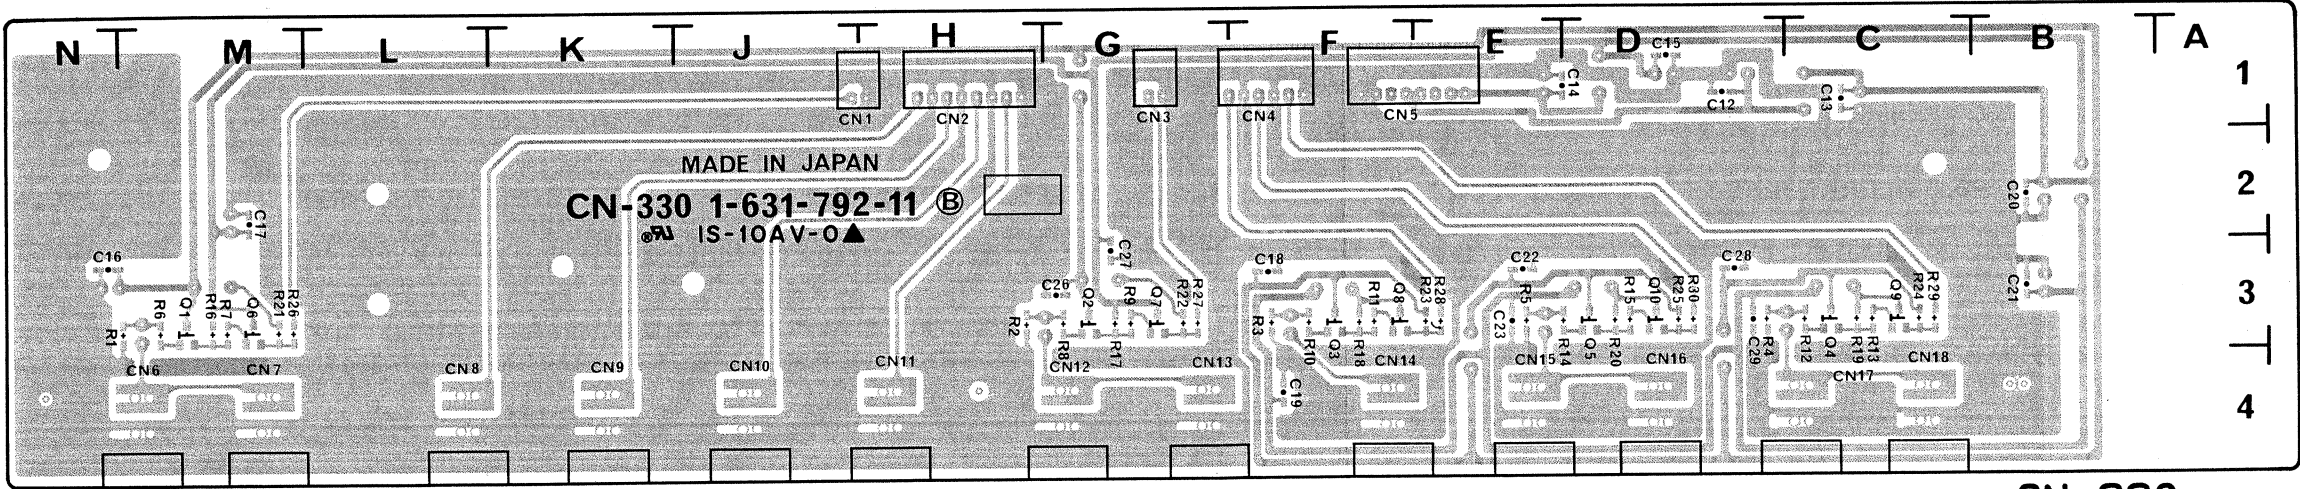 N M L K J H G F E D C B A
1
2
3
4
CN1 CN2 CN3 CN4 CN5
C14 C15 C12 C13
MADE IN JAPAN
CN-330 1-631-792-11 Ⓑ
®RU IS-10AV-0▲
C17 C20
C16 C27 C18 C22 C28
C26 C21
R6 Q1 R16 R7 Q6 R21 R26
Q2 R9 Q7 R22 R27
R11 Q8 R23 R28
R5 R15 Q10 R25 R30
Q9 R24 R29
R1 R2 R8 R17 R3 R10 Q3 R18
C23 R14 Q5 R20
C29 R4 R12 Q4 R19 R13
CN6 CN7 CN8 CN9 CN10 CN11 CN12 CN13 CN14 CN15 CN16 CN17 CN18
C19